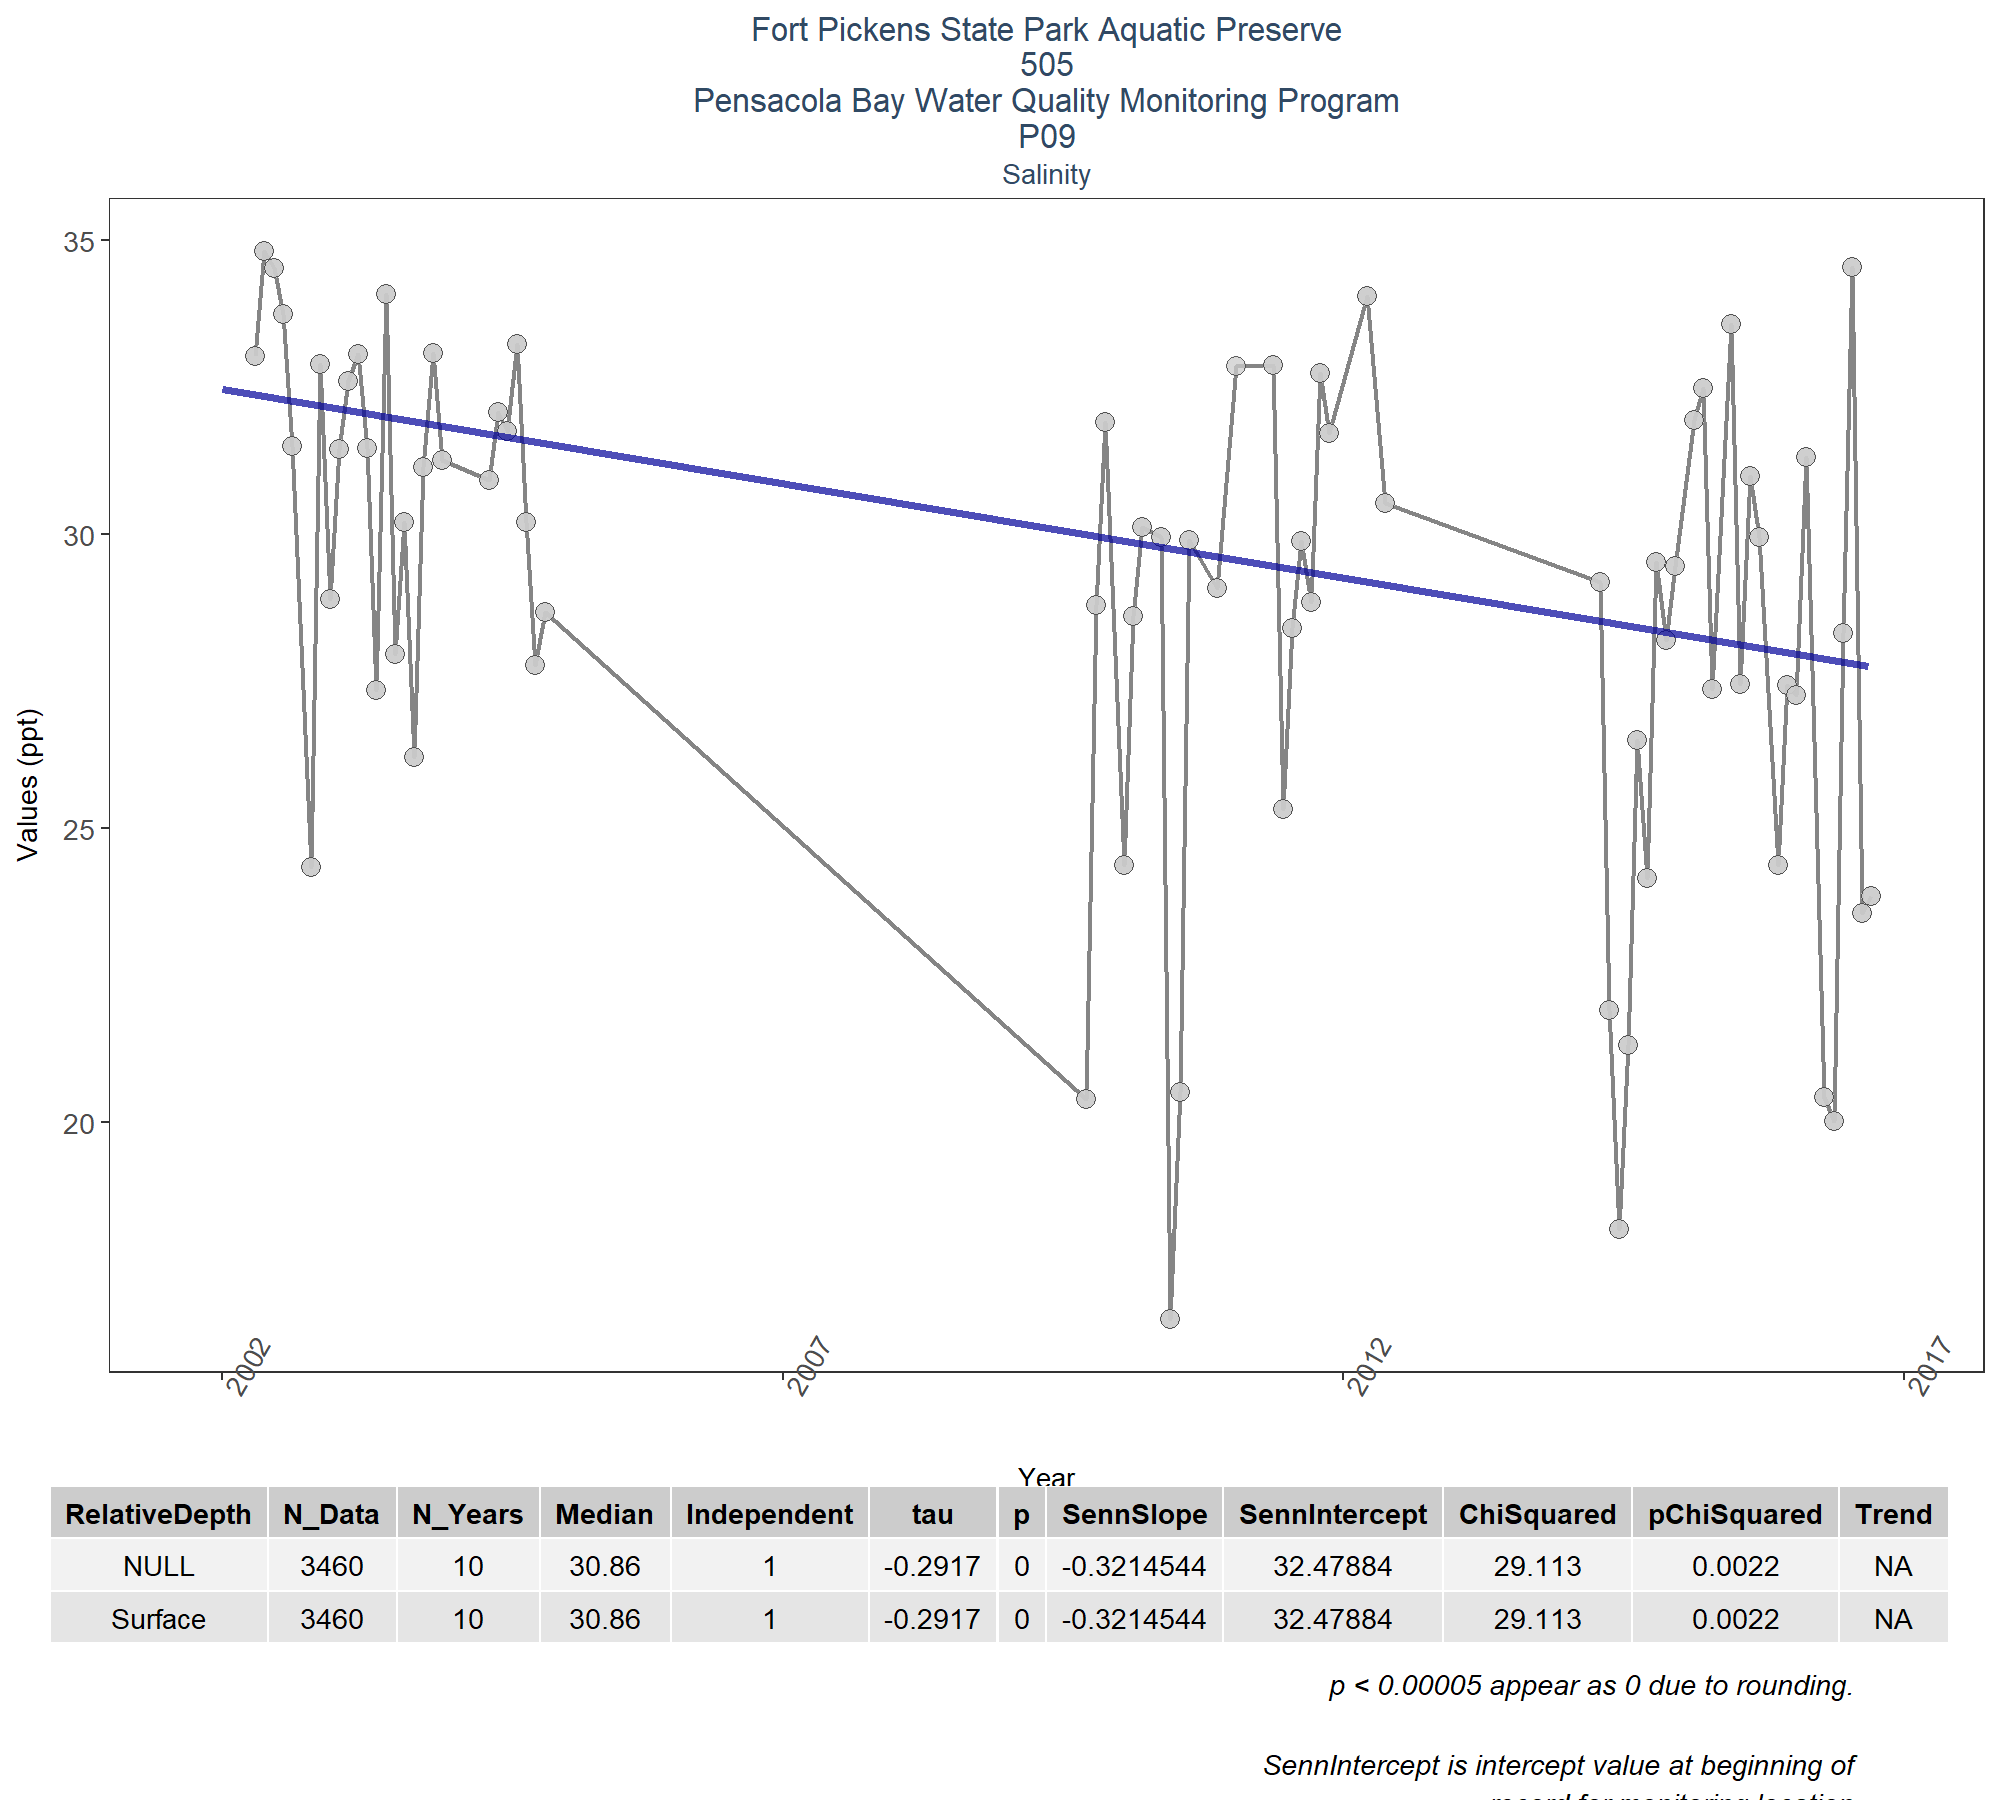 Fort Pickens State Park Aquatic Preserve
505
Pensacola Bay Water Quality Monitoring Program
P09
Salinity
35
30
25
20
Values (ppt)
2002 2007 2012 2017
Year
RelativeDepth N_Data N_Years Median Independent tau p SennSlope SennIntercept ChiSquared pChiSquared Trend
NULL 3460 10 30.86 1 -0.2917 0 -0.3214544 32.47884 29.113 0.0022 NA
Surface 3460 10 30.86 1 -0.2917 0 -0.3214544 32.47884 29.113 0.0022 NA
p < 0.00005 appear as 0 due to rounding.
SennIntercept is intercept value at beginning of
record for monitoring location